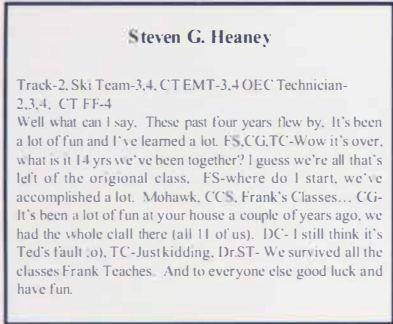 Steven G. Heaney
Track-2, Ski Team-3,4, CT EMT-3,4 OEC Technician-
2,3,4, CT FF-4
Well what can I say, These past four years flew by, It's been
a lot of fun and I've learned a lot. FS,CG,TC-Wow it's over,
what is it 14 yrs we've been together? I guess we're all that's
left of the origional class, FS-where do I start, we've
accomplished a lot. Mohawk, CCS, Frank's Classes... CG-
It's been a lot of fun at your house a couple of years ago, we
had the whole clall there (all 11 of us). DC- I still think it's
Ted's fault :o), TC-Just kidding, Dr.ST- We survived all the
classes Frank Teaches. And to everyone else good luck and
have fun.